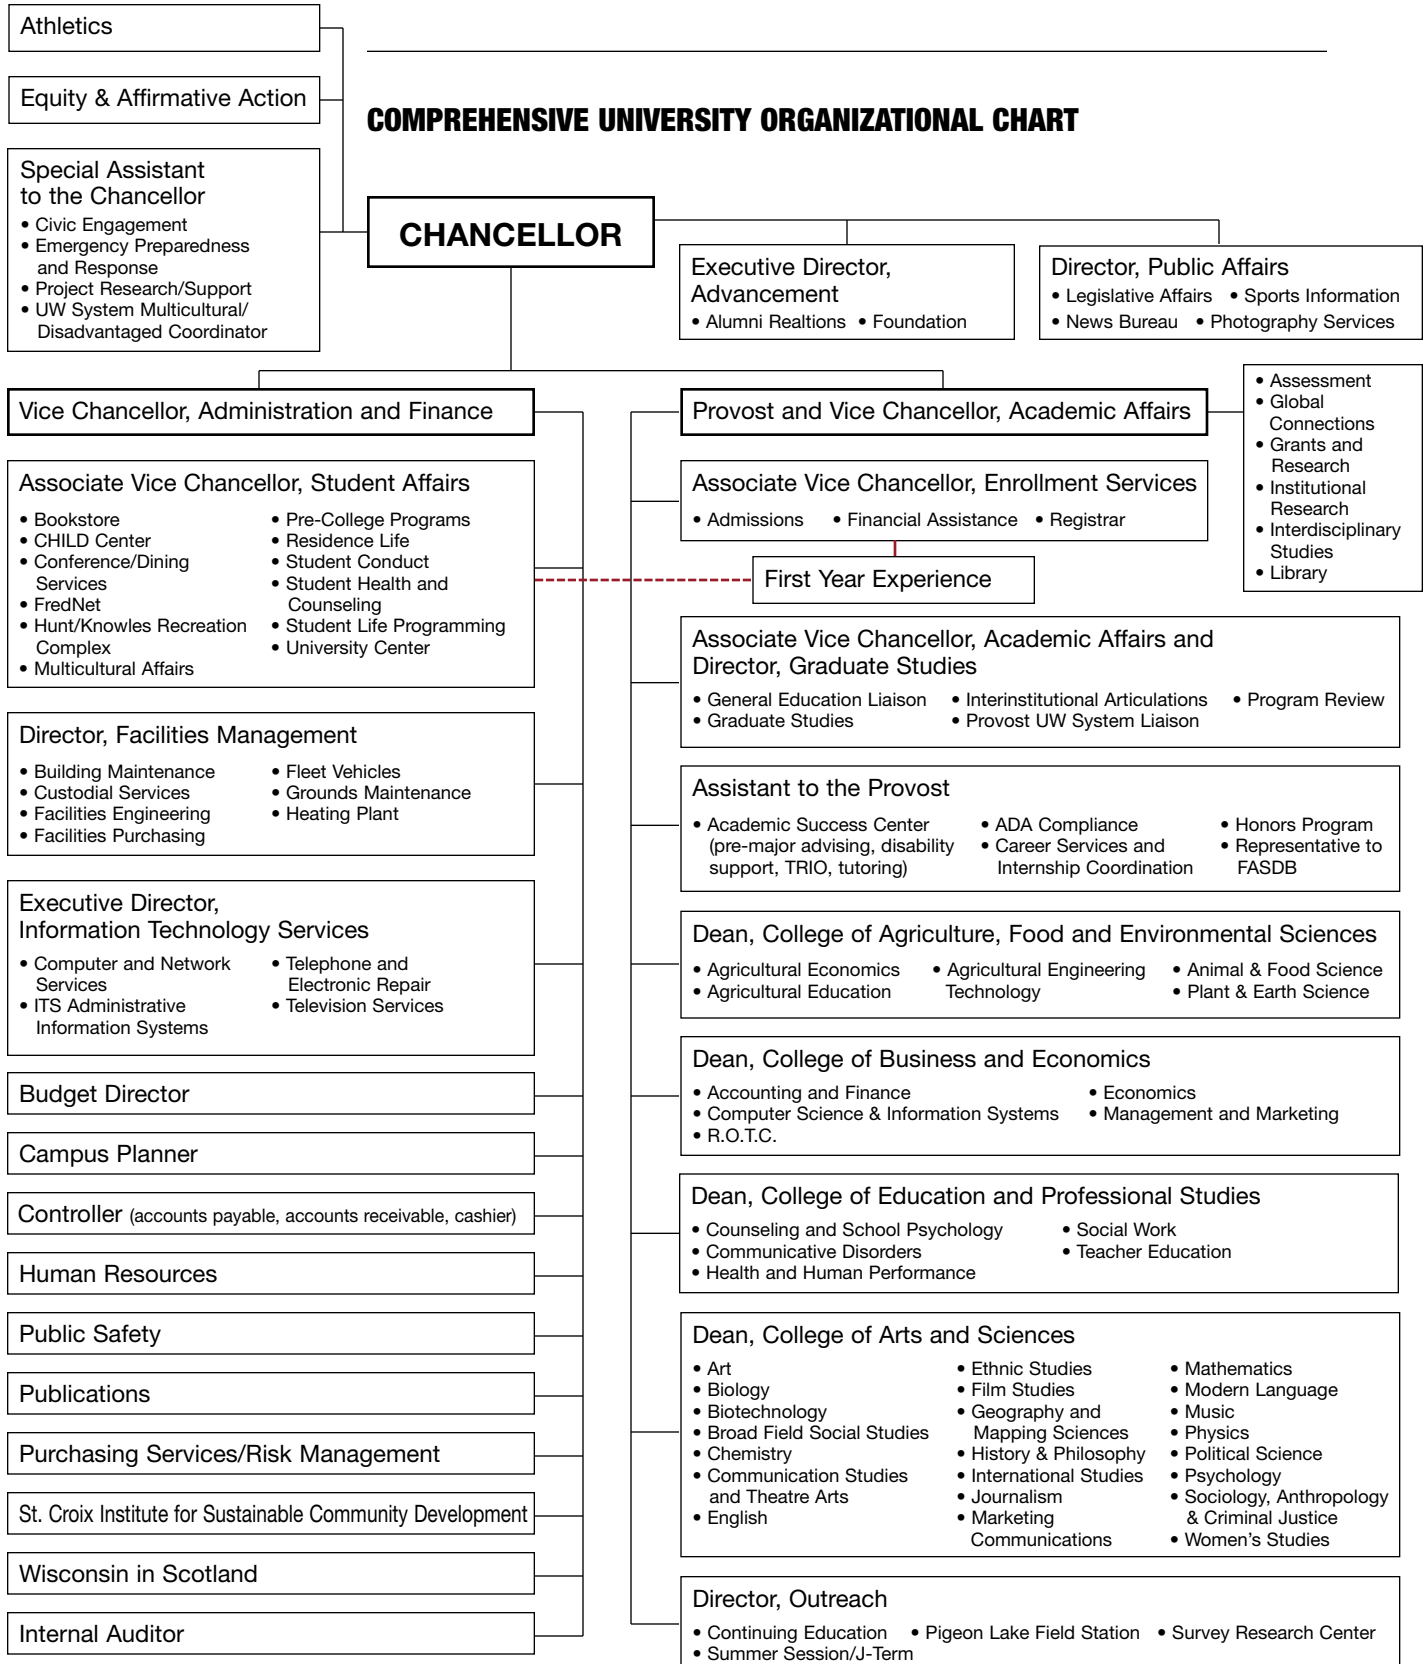 Athletics
Equity & Affirmative Action
COMPREHENSIVE UNIVERSITY ORGANIZATIONAL CHART
Special Assistant
to the Chancellor
• Civic Engagement
• Emergency Preparedness
and Response
• Project Research/Support
• UW System Multicultural/
Disadvantaged Coordinator
CHANCELLOR
Executive Director,
Advancement
• Alumni Realtions • Foundation
Director, Public Affairs
• Legislative Affairs • Sports Information
• News Bureau • Photography Services
Vice Chancellor, Administration and Finance
Associate Vice Chancellor, Student Affairs
• Bookstore
• CHILD Center
• Conference/Dining
Services
• FredNet
• Hunt/Knowles Recreation
Complex
• Multicultural Affairs
• Pre-College Programs
• Residence Life
• Student Conduct
• Student Health and
Counseling
• Student Life Programming
• University Center
Director, Facilities Management
• Building Maintenance
• Custodial Services
• Facilities Engineering
• Facilities Purchasing
• Fleet Vehicles
• Grounds Maintenance
• Heating Plant
Executive Director,
Information Technology Services
• Computer and Network
Services
• ITS Administrative
Information Systems
• Telephone and
Electronic Repair
• Television Services
Budget Director
Campus Planner
Controller (accounts payable, accounts receivable, cashier)
Human Resources
Public Safety
Publications
Purchasing Services/Risk Management
St. Croix Institute for Sustainable Community Development
Wisconsin in Scotland
Internal Auditor
Provost and Vice Chancellor, Academic Affairs
• Assessment
• Global
Connections
• Grants and
Research
• Institutional
Research
• Interdisciplinary
Studies
• Library
Associate Vice Chancellor, Enrollment Services
• Admissions • Financial Assistance • Registrar
First Year Experience
Associate Vice Chancellor, Academic Affairs and
Director, Graduate Studies
• General Education Liaison • Interinstitutional Articulations • Program Review
• Graduate Studies • Provost UW System Liaison
Assistant to the Provost
• Academic Success Center
(pre-major advising, disability
support, TRIO, tutoring)
• ADA Compliance
• Career Services and
Internship Coordination
• Honors Program
• Representative to
FASDB
Dean, College of Agriculture, Food and Environmental Sciences
• Agricultural Economics
• Agricultural Education
• Agricultural Engineering
Technology
• Animal & Food Science
• Plant & Earth Science
Dean, College of Business and Economics
• Accounting and Finance
• Computer Science & Information Systems
• R.O.T.C.
• Economics
• Management and Marketing
Dean, College of Education and Professional Studies
• Counseling and School Psychology
• Communicative Disorders
• Health and Human Performance
• Social Work
• Teacher Education
Dean, College of Arts and Sciences
• Art
• Biology
• Biotechnology
• Broad Field Social Studies
• Chemistry
• Communication Studies
and Theatre Arts
• English
• Ethnic Studies
• Film Studies
• Geography and
Mapping Sciences
• History & Philosophy
• International Studies
• Journalism
• Marketing
Communications
• Mathematics
• Modern Language
• Music
• Physics
• Political Science
• Psychology
• Sociology, Anthropology
& Criminal Justice
• Women's Studies
Director, Outreach
• Continuing Education • Pigeon Lake Field Station • Survey Research Center
• Summer Session/J-Term